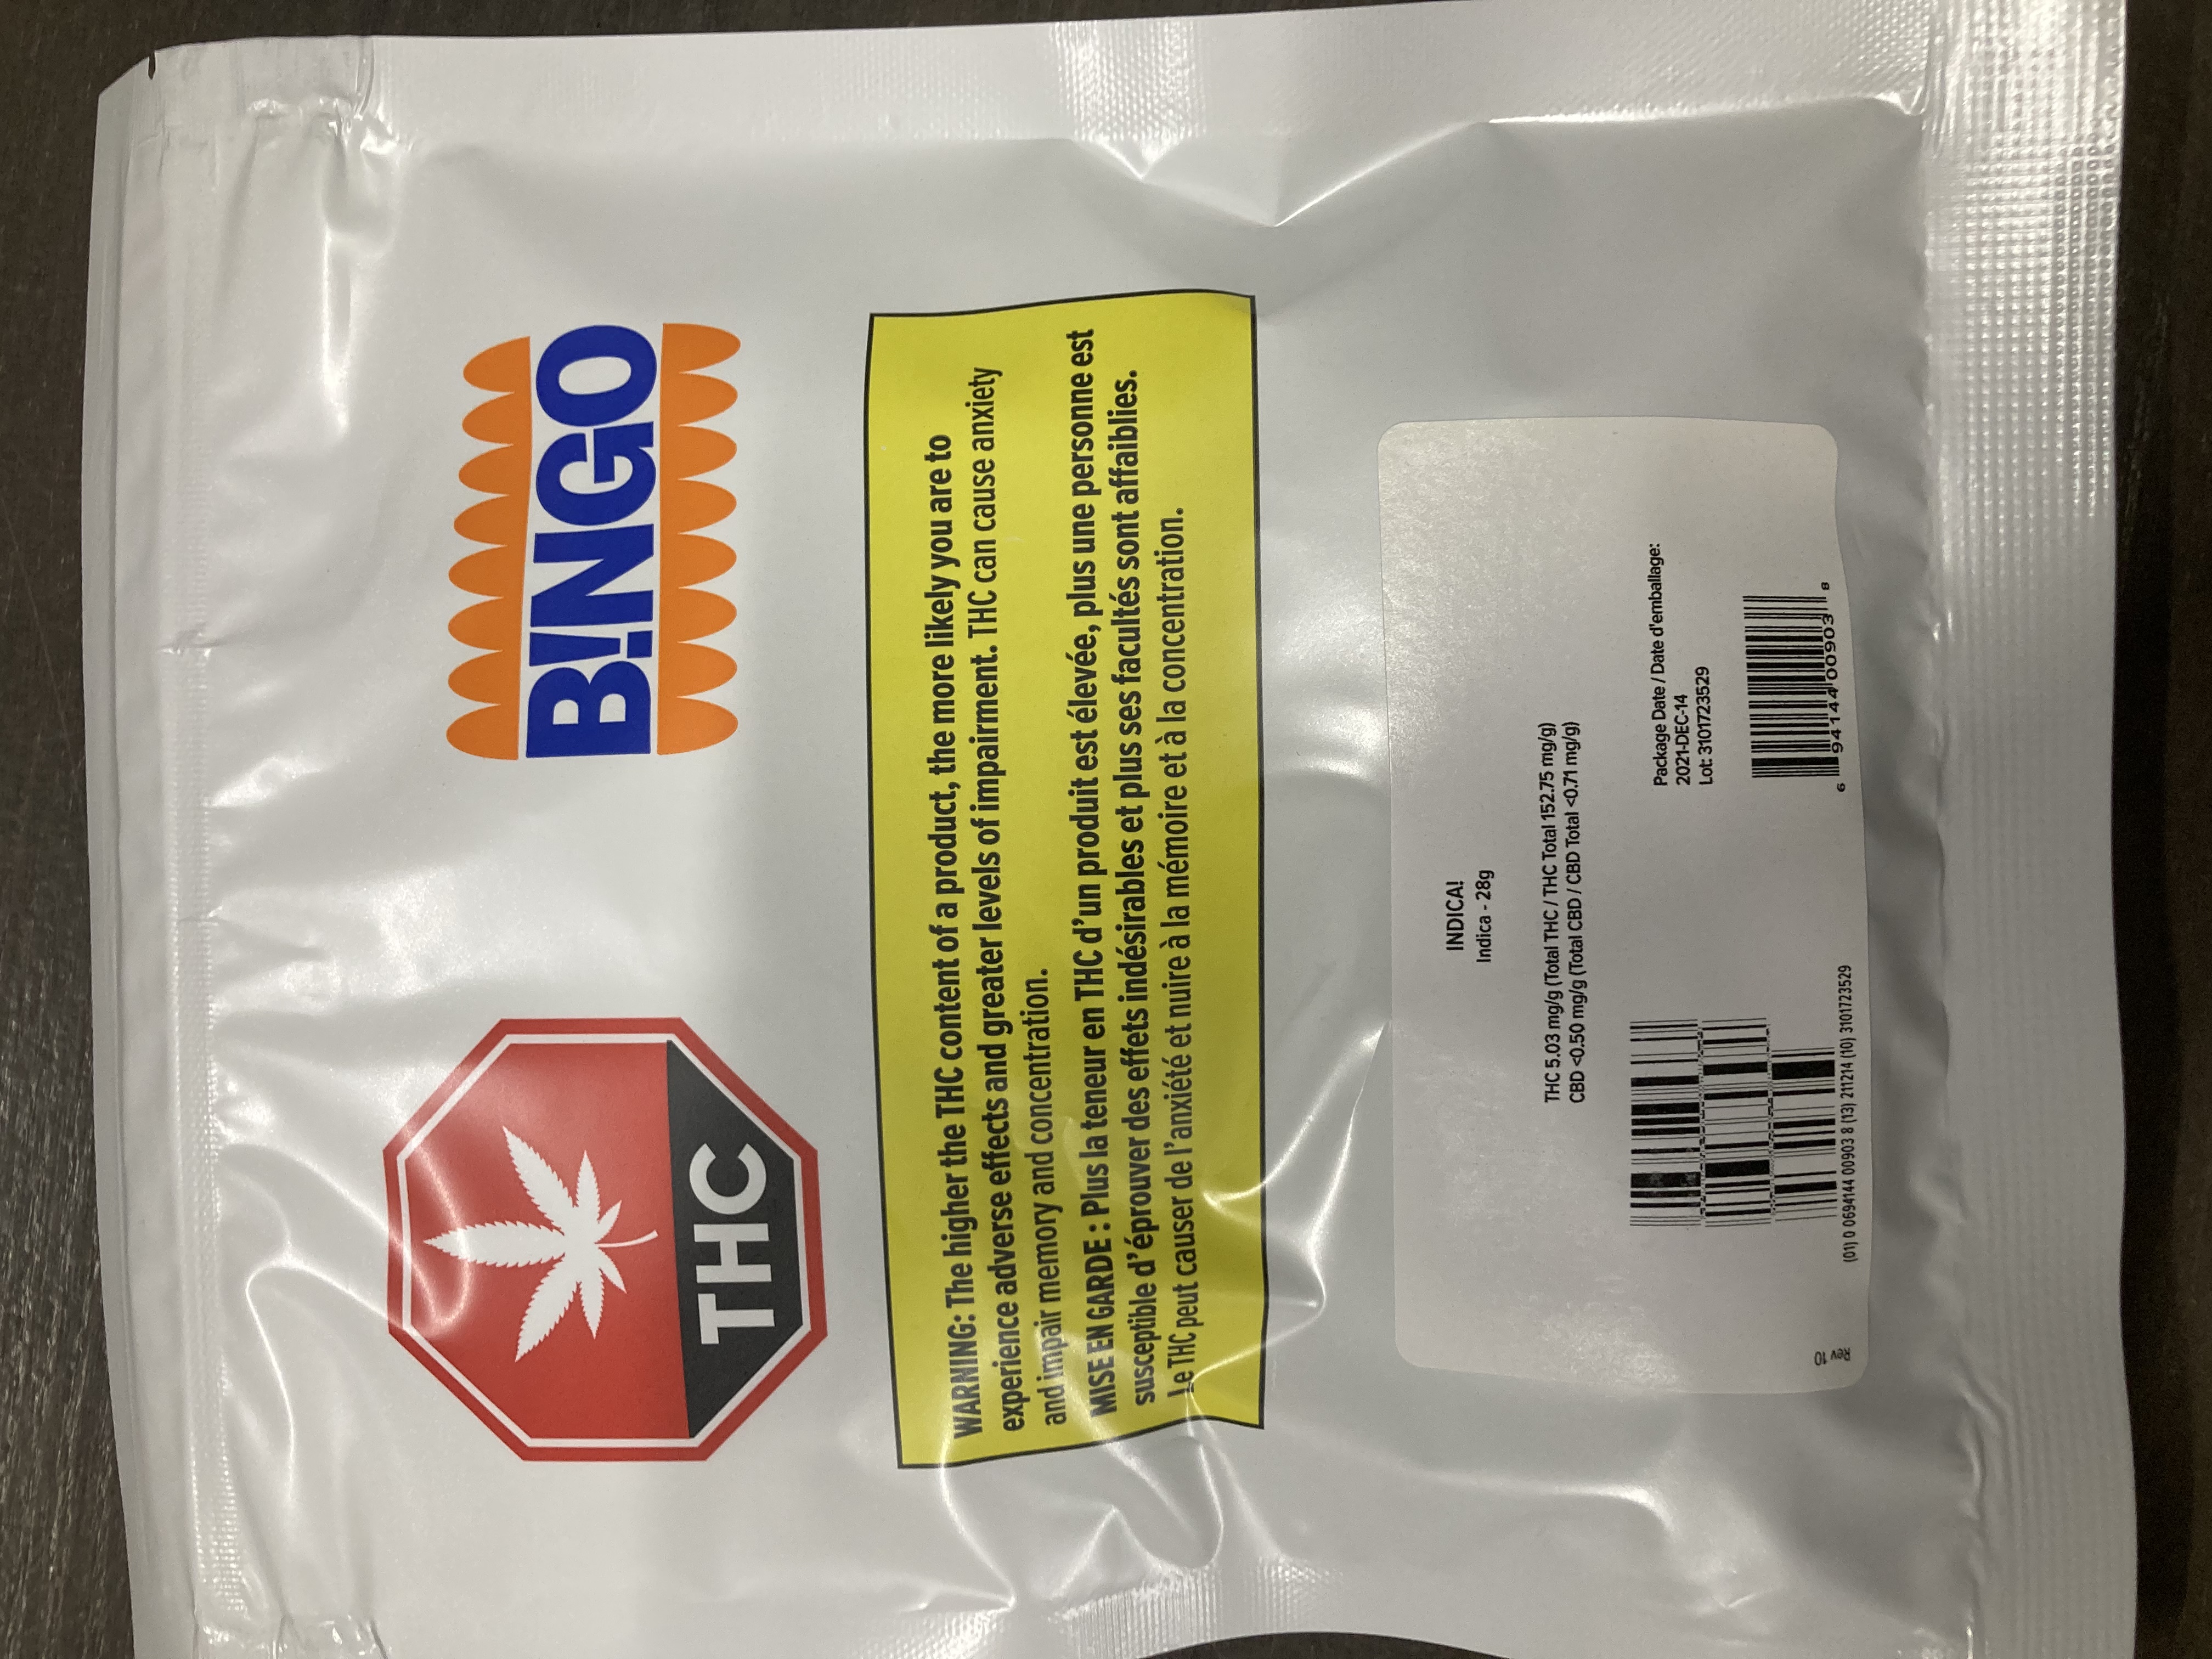 THC
B!NGO
WARNING: The higher the THC content of a product, the more likely you are to
experience adverse effects and greater levels of impairment. THC can cause anxiety
and impair memory and concentration.
MISE EN GARDE : Plus la teneur en THC d'un produit est élevée, plus une personne est
susceptible d'éprouver des effets indésirables et plus ses facultés sont affaiblies.
Le THC peut causer de l'anxiété et nuire à la mémoire et à la concentration.
INDICA!
Indica - 28g
THC 5.03 mg/g (Total THC / THC Total 152.75 mg/g)
CBD <0.50 mg/g (Total CBD / CBD Total <0.71 mg/g)
Package Date / Date d'emballage:
2021-DEC-14
Lot: 3101723529
Rev 10
(01) 0 0694144 00903 8 (13) 211214 (10) 3101723529
6 94144 00903 8